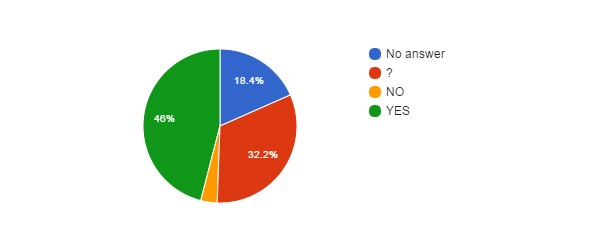 No answer
?
NO
YES
18.4%
46%
32.2%